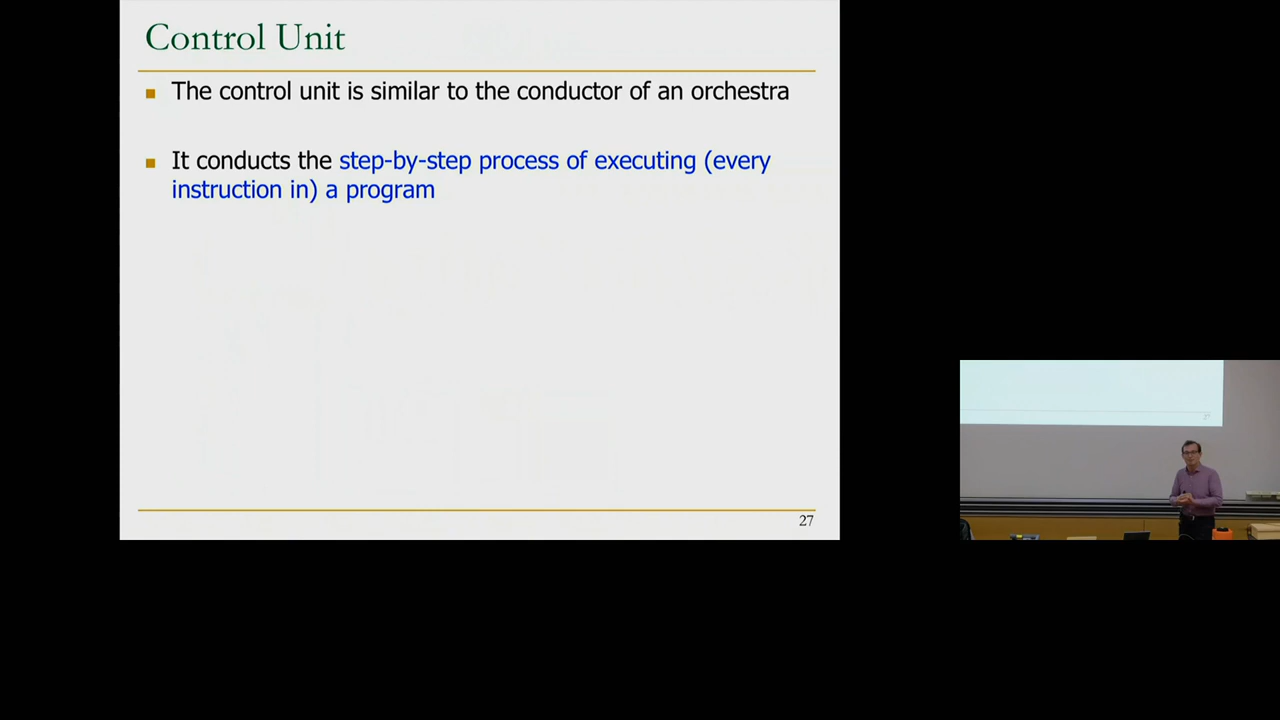 Control Unit
The control unit is similar to the conductor of an orchestra
It conducts the step-by-step process of executing (every
instruction in) a program
27